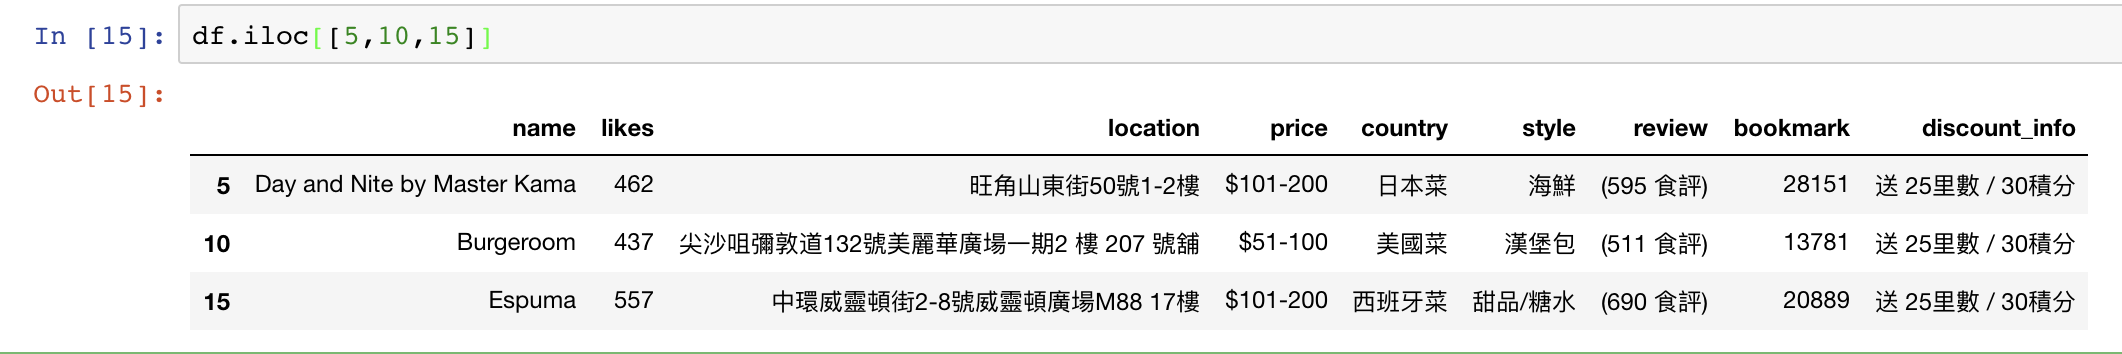 In [15]: df.iloc[[5,10,15]]
Out[15]:
name likes location price country style review bookmark discount_info
5 Day and Nite by Master Kama 462 旺角山東街50號1-2樓 $101-200 日本菜 海鮮 (595 食評) 28151 送 25里數 / 30積分
10 Burgeroom 437 尖沙咀彌敦道132號美麗華廣場一期2 樓 207 號舖 $51-100 美國菜 漢堡包 (511 食評) 13781 送 25里數 / 30積分
15 Espuma 557 中環威靈頓街2-8號威靈頓廣場M88 17樓 $101-200 西班牙菜 甜品/糖水 (690 食評) 20889 送 25里數 / 30積分